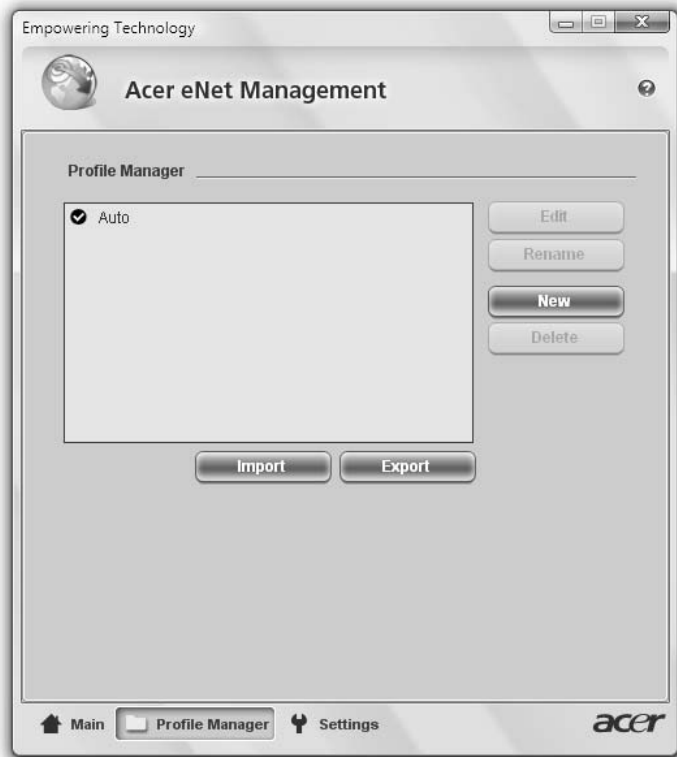 Empowering Technology
Acer eNet Management
Profile Manager
Auto
Edit
Rename
New
Delete
Import Export
Main Profile Manager Settings acer